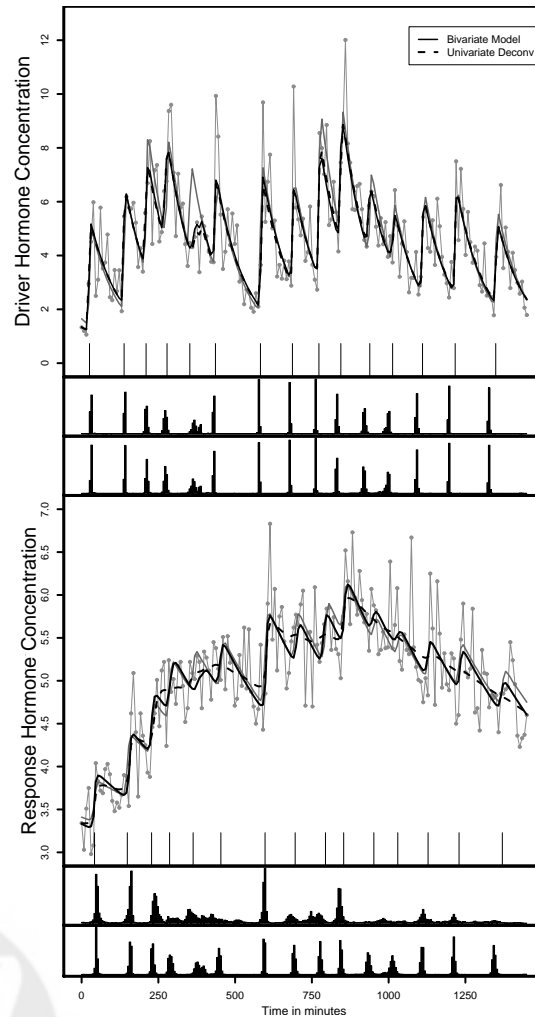 Bivariate Model
Univariate Deconv
Driver Hormone Concentration
12
10
8
6
4
2
0
Response Hormone Concentration
7.0
6.5
6.0
5.5
5.0
4.5
4.0
3.5
3.0
0 250 500 750 1000 1250
Time in minutes